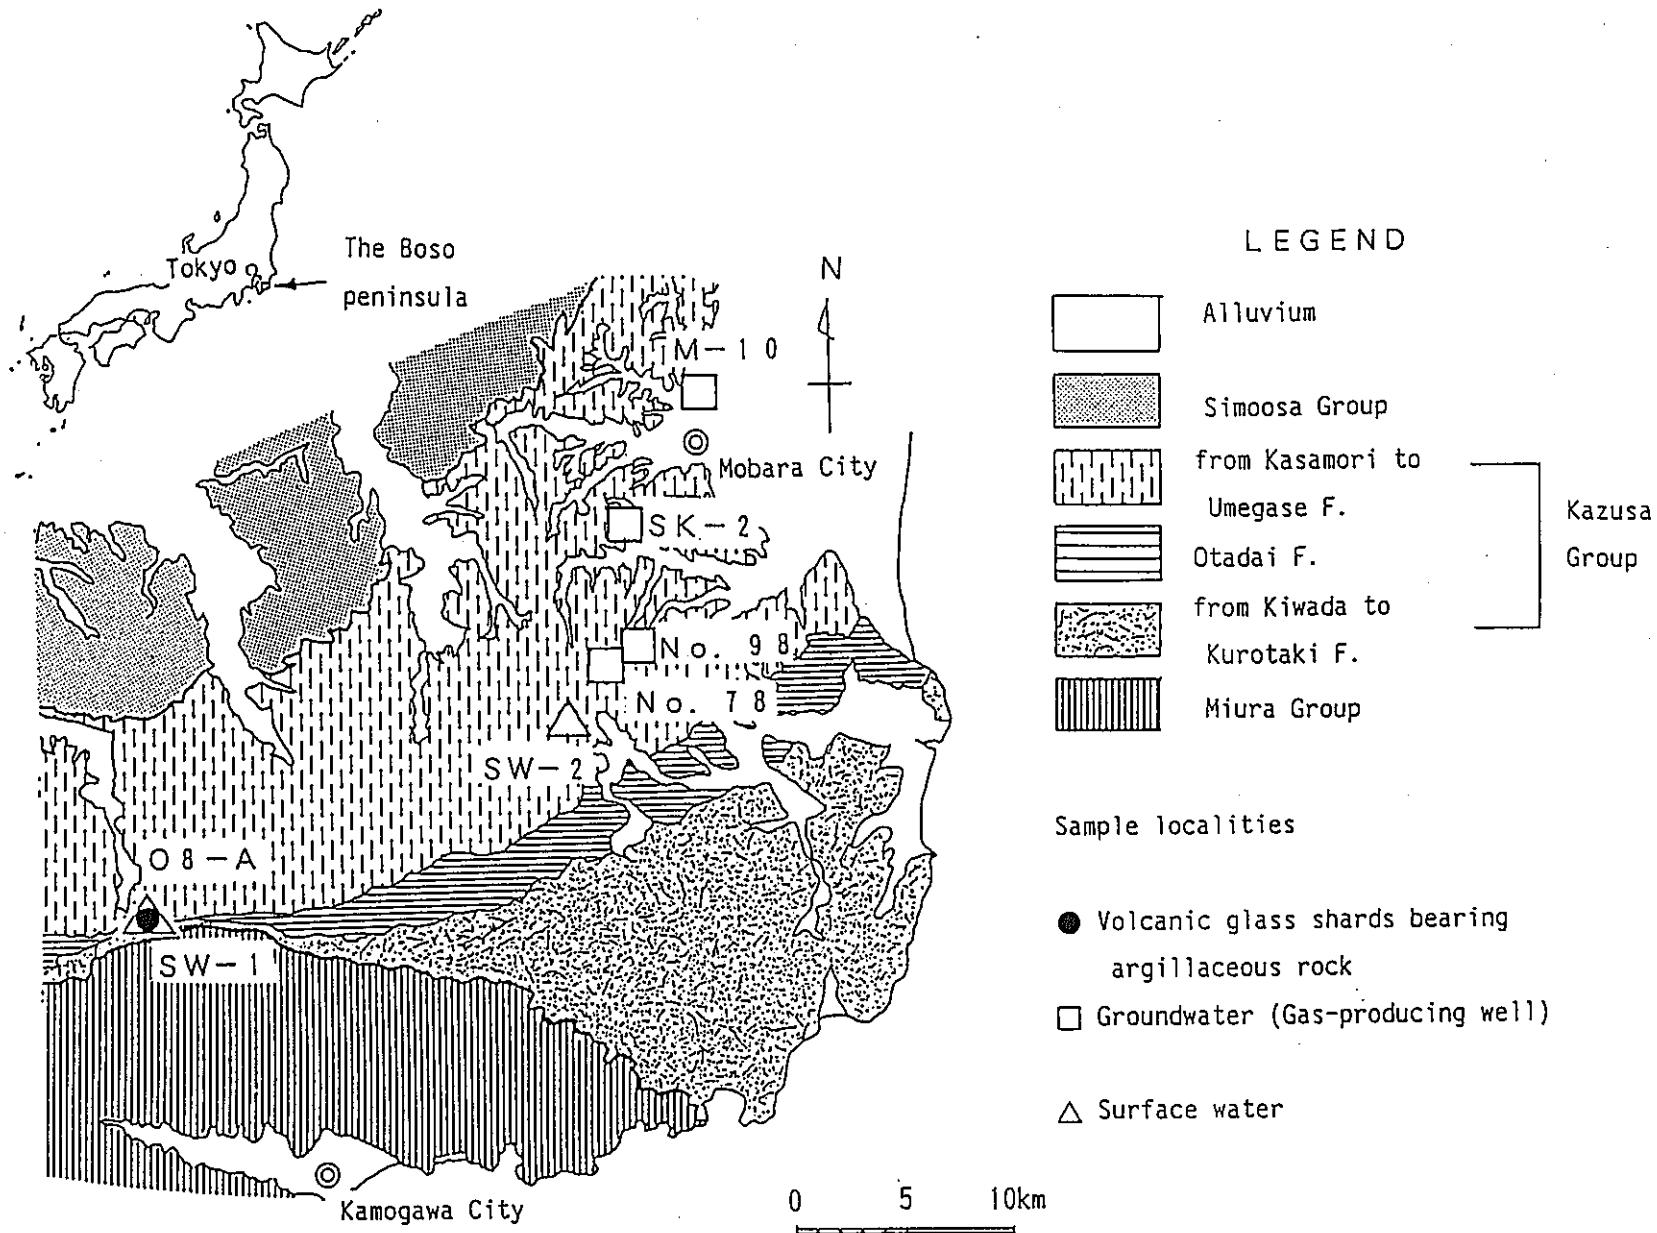 Tokyo
The Boso
peninsula
N
M-10
Mobara City
SK-2
No. 98
No. 78
SW-2
O8-A
SW-1
Kamogawa City
0 5 10km
LEGEND
Alluvium
Simoosa Group
from Kasamori to
Umegase F.
Otadai F.
from Kiwada to
Kurotaki F.
Kazusa
Group
Miura Group
Sample localities
Volcanic glass shards bearing
argillaceous rock
Groundwater (Gas-producing well)
Surface water